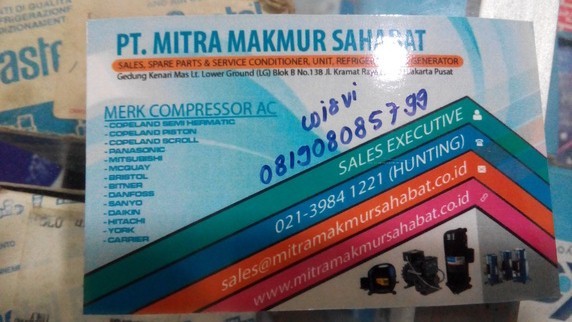 PT. MITRA MAKMUR SAHABAT
SALES, SPARE PARTS & SERVICE CONDITIONER, UNIT, REFRIGE GENERATOR
Gedung Kenari Mas Lt. Lower Ground (LG) Blok B No.138 Jl. Kramat Jakarta Pusat
MERK COMPRESSOR AC
- COPELAND SEMI HERMATIC
- COPELAND PISTON
- COPELAND SCROLL
- PANASONIC
- MITSUBISHI
- MCQUAY
- BRISTOL
- BITNER
- DANFOSS
- SANYO
- DAIKIN
- HITACHI
- YORK
- CARRIER
081908085799
SALES EXECUTIVE
021-3984 1221 (HUNTING)
sales@mitramakmursahabat.co.id
www.mitramakmursahabat.co.id